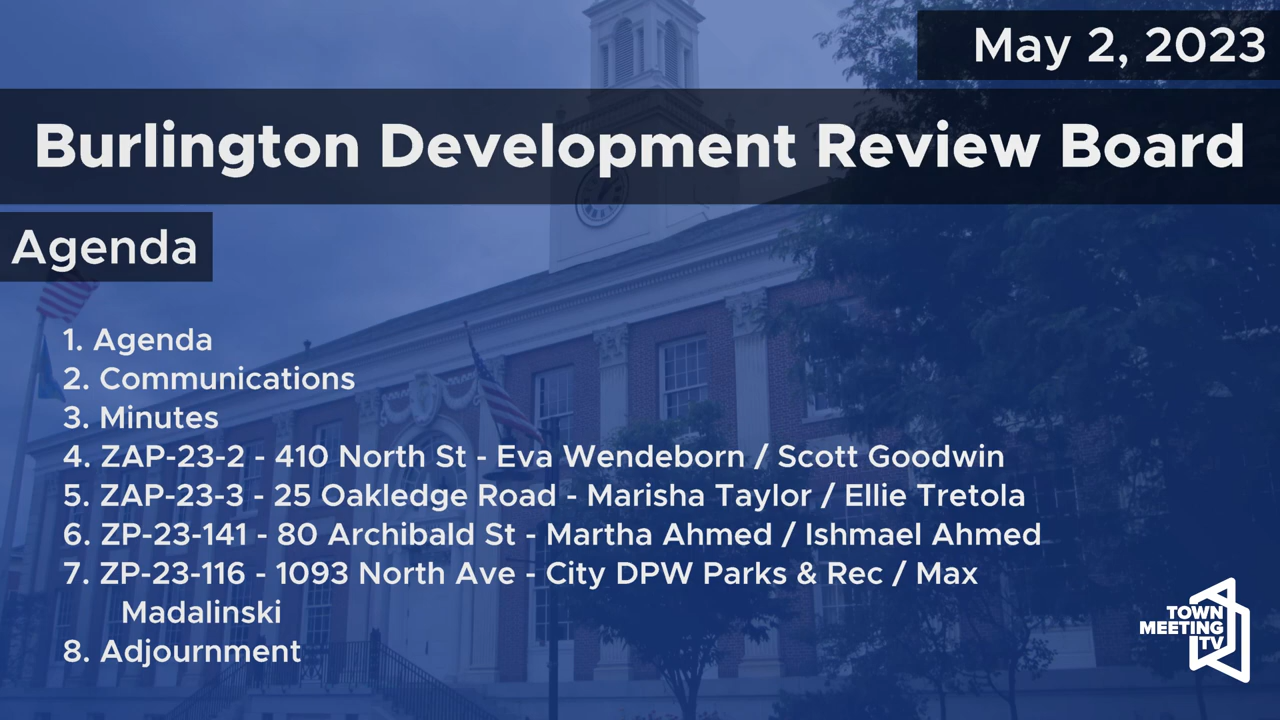 May 2, 2023
Burlington Development Review Board
Agenda
1. Agenda
2. Communications
3. Minutes
4. ZAP-23-2 - 410 North St - Eva Wendeborn / Scott Goodwin
5. ZAP-23-3 - 25 Oakledge Road - Marisha Taylor / Ellie Tretola
6. ZP-23-141 - 80 Archibald St - Martha Ahmed / Ishmael Ahmed
7. ZP-23-116 - 1093 North Ave - City DPW Parks & Rec / Max
Madalinski
8. Adjournment
TOWN
MEETING
TV